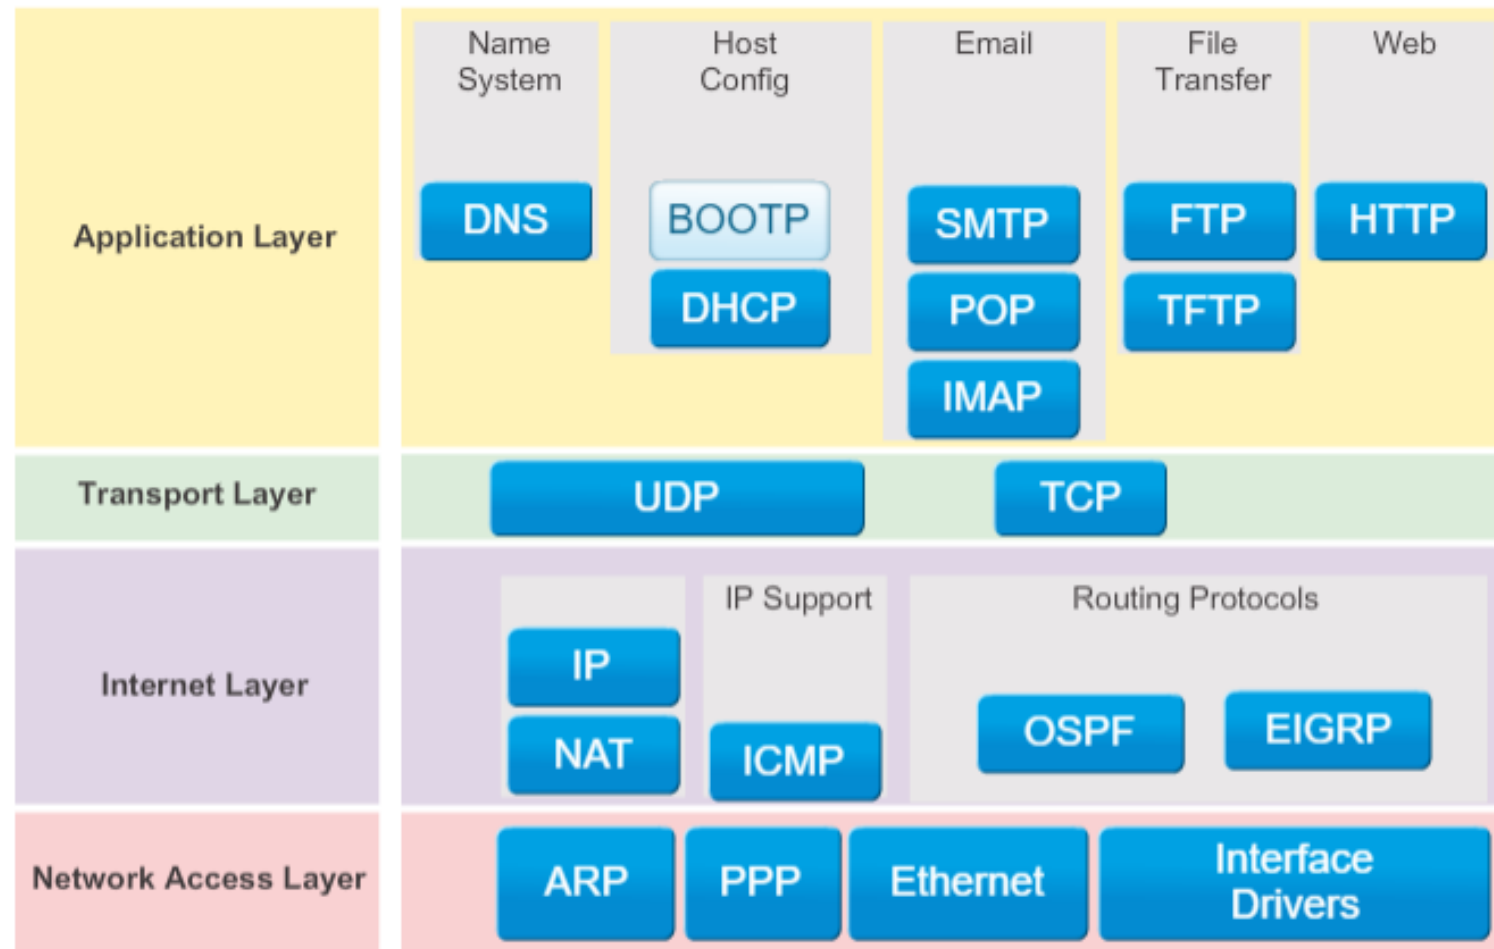 Application Layer
Name
System
DNS
Host
Config
BOOTP
DHCP
Email
SMTP
POP
IMAP
File
Transfer
FTP
TFTP
Web
HTTP
Transport Layer
UDP
TCP
Internet Layer
IP
NAT
IP Support
ICMP
Routing Protocols
OSPF
EIGRP
Network Access Layer
ARP
PPP
Ethernet
Interface
Drivers